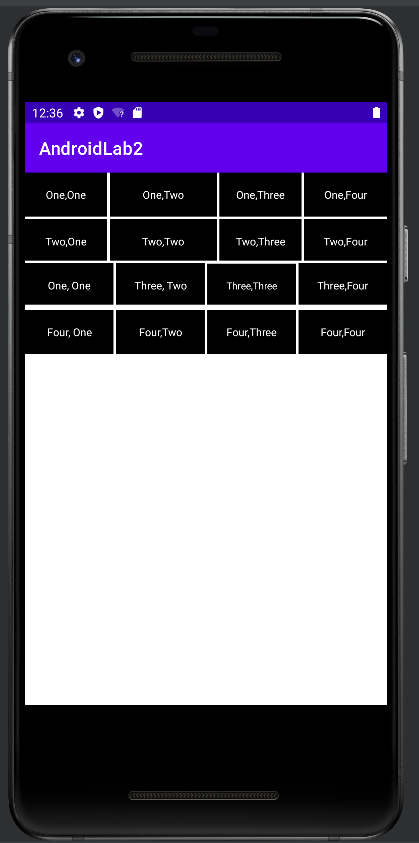 12:36
AndroidLab2
One,One One,Two One,Three One,Four
Two,One Two,Two Two,Three Two,Four
One, One Three, Two Three,Three Three,Four
Four, One Four,Two Four,Three Four,Four